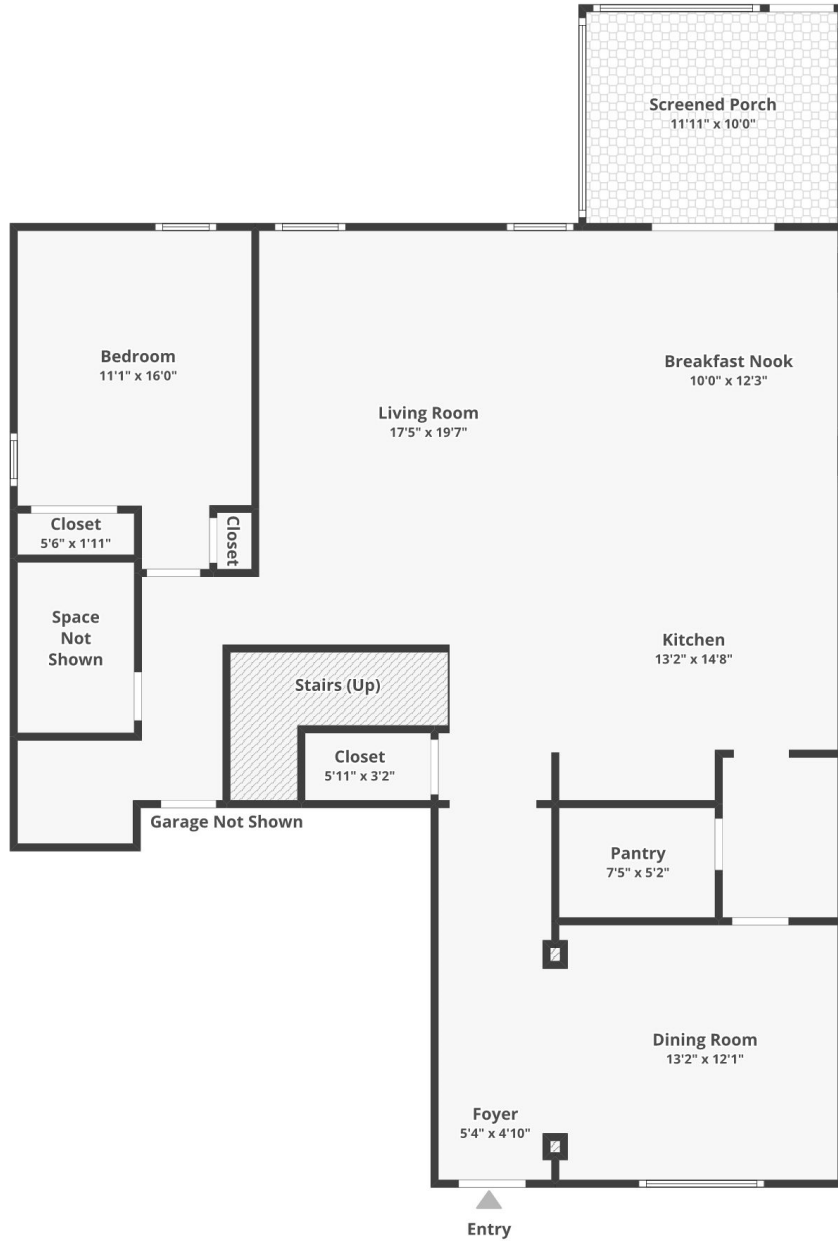 Screened Porch
11'11" x 10'0"
Bedroom
11'1" x 16'0"
Breakfast Nook
10'0" x 12'3"
Living Room
17'5" x 19'7"
Closet
5'6" x 1'11"
Closet
Space
Not
Shown
Kitchen
13'2" x 14'8"
Stairs (Up)
Closet
5'11" x 3'2"
Garage Not Shown
Pantry
7'5" x 5'2"
Dining Room
13'2" x 12'1"
Foyer
5'4" x 4'10"
Entry